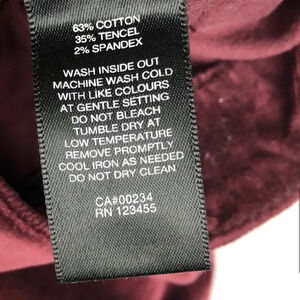 63% COTTON
35% TENCEL
2% SPANDEX
WASH INSIDE OUT
MACHINE WASH COLD
WITH LIKE COLOURS
AT GENTLE SETTING
DO NOT BLEACH
TUMBLE DRY AT
LOW TEMPERATURE
REMOVE PROMPTLY
COOL IRON AS NEEDED
DO NOT DRY CLEAN
CA#00234
RN 123455